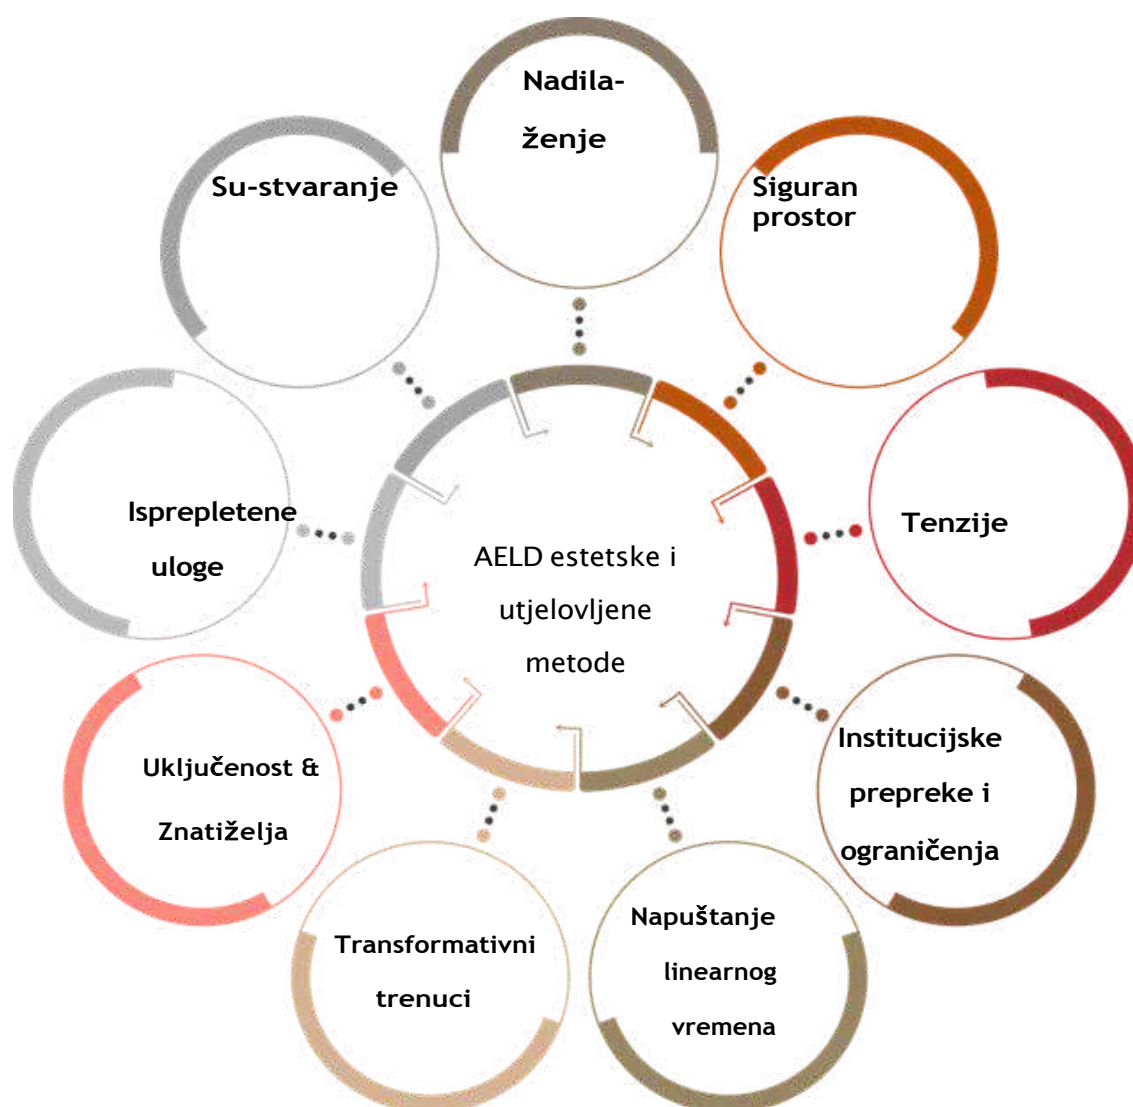 Nadila-
ženje
Siguran
prostor
Tenzije
Institucijske
prepreke i
ograničenja
Napuštanje
linearnog
vremena
Transformativni
trenuci
Uključenost &
Znatiželja
Isprepletene
uloge
Su-stvaranje
AELD estetske i
utjelovljene
metode